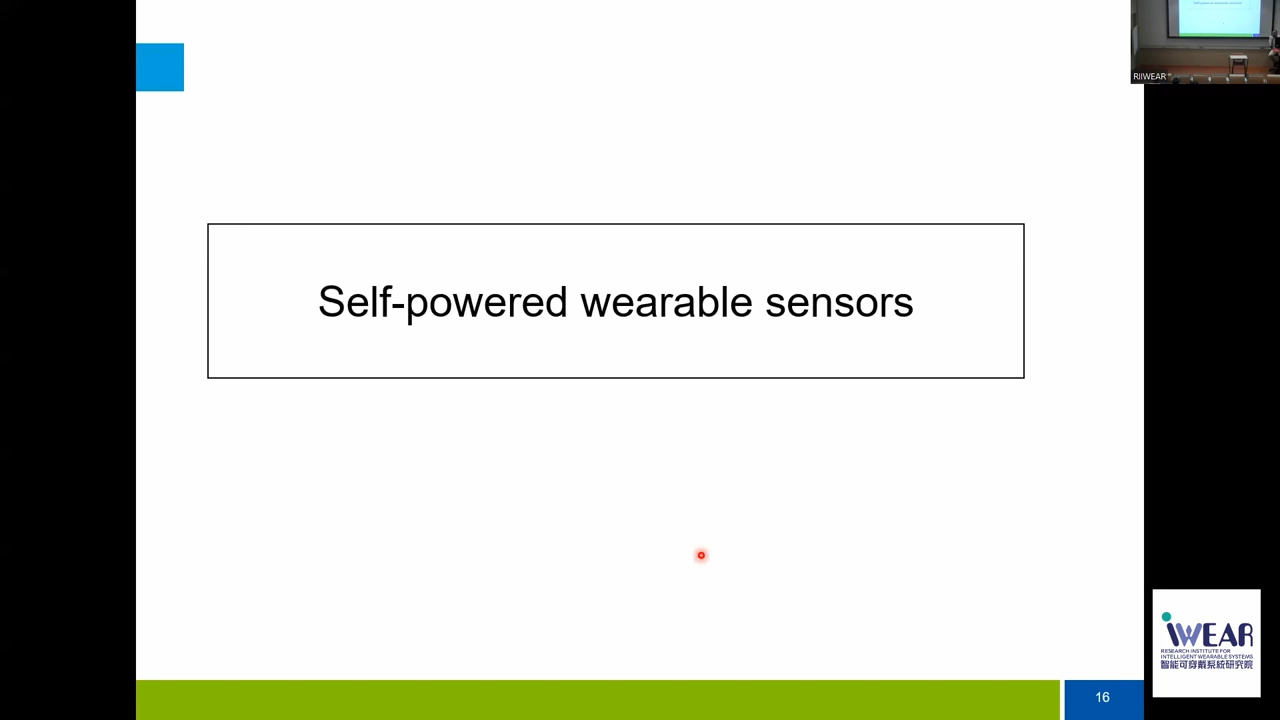 RIIWEAR
Self-powered wearable sensors
iWEAR
RESEARCH INSTITUTE FOR
INTELLIGENT WEARABLE SYSTEMS
智能可穿戴系統研究院
16